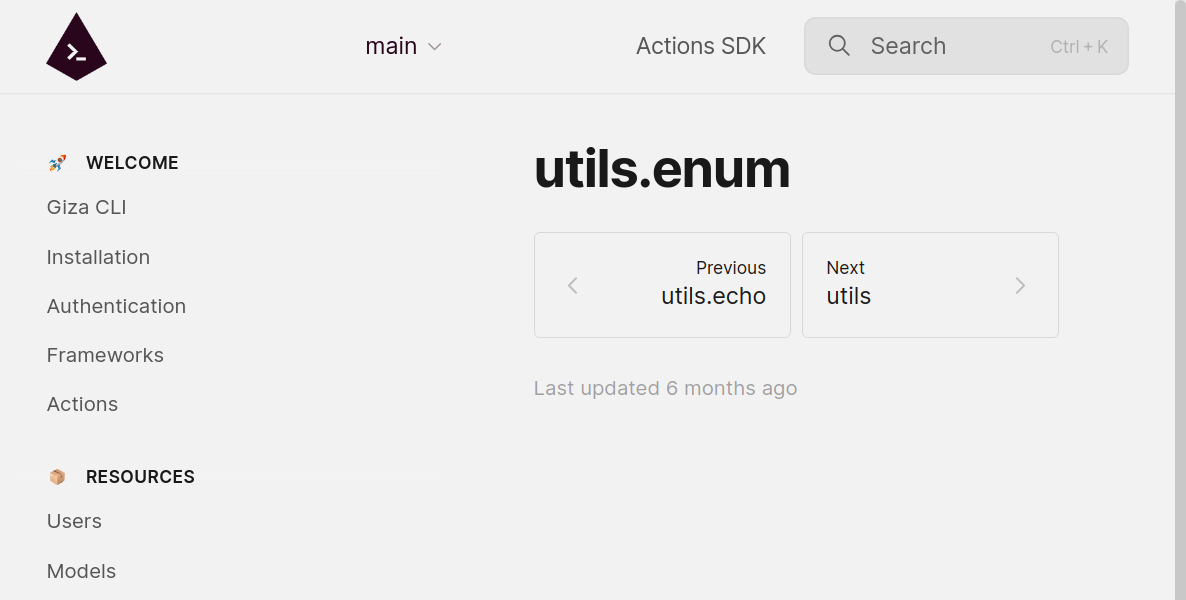 main
Actions SDK
Search
Ctrl + K
WELCOME
Giza CLI
Installation
Authentication
Frameworks
Actions
RESOURCES
Users
Models
utils.enum
Previous
utils.echo
Next
utils
Last updated 6 months ago